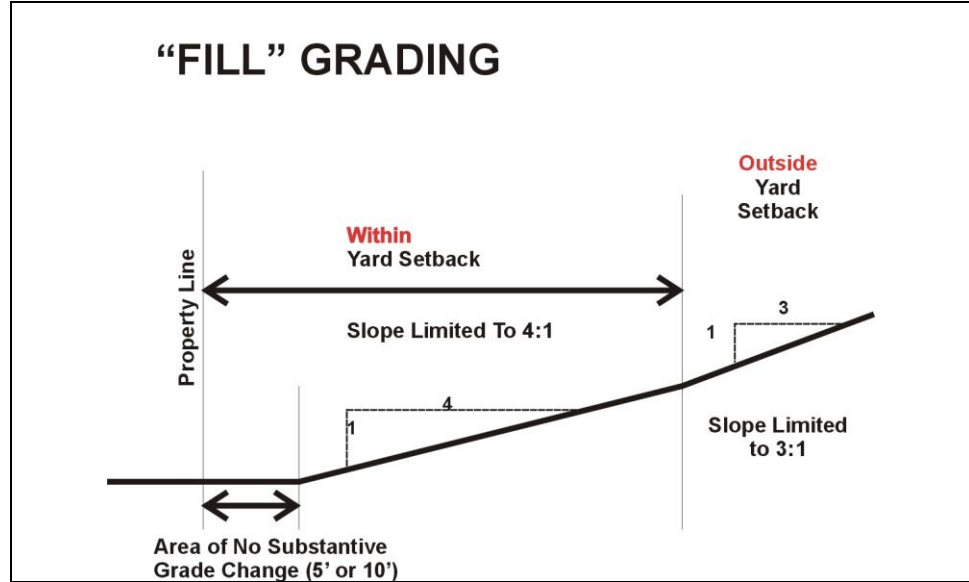 “FILL” GRADING
Outside
Yard
Setback
Within
Yard Setback
Property Line
Slope Limited To 4:1
3
1
4
1
Slope Limited
to 3:1
Area of No Substantive
Grade Change (5’ or 10’)